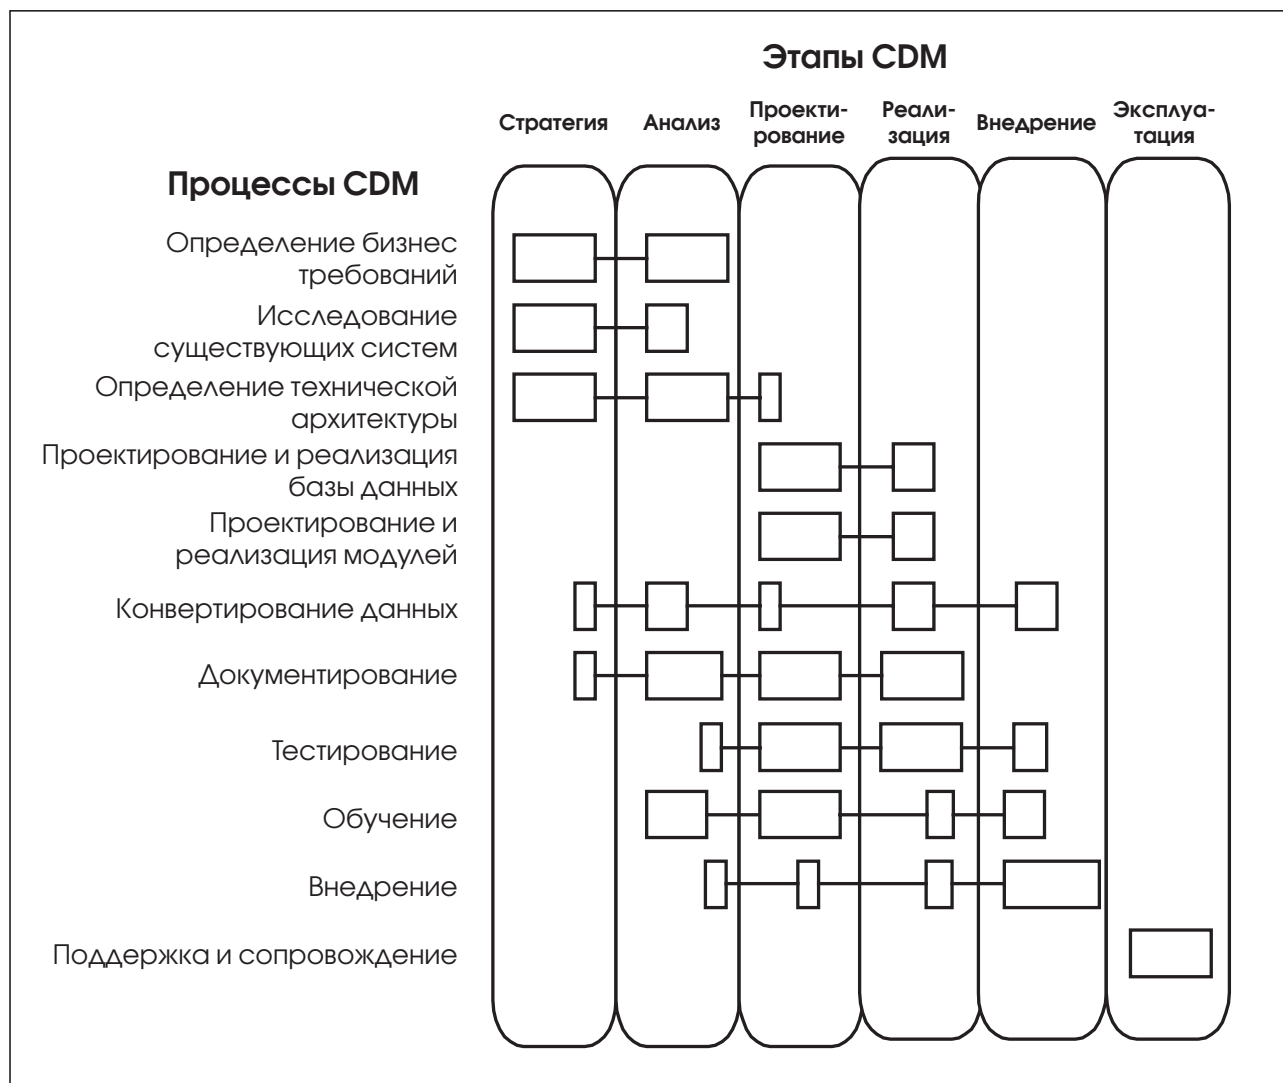 Этапы CDM
Стратегия
Анализ
Проекти-
рование
Реали-
зация
Внедрение
Эксплуа-
тация
Процессы CDM
Определение бизнес
требований
Исследование
существующих систем
Определение технической
архитектуры
Проектирование и реализация
базы данных
Проектирование и
реализация модулей
Конвертирование данных
Документирование
Тестирование
Обучение
Внедрение
Поддержка и сопровождение